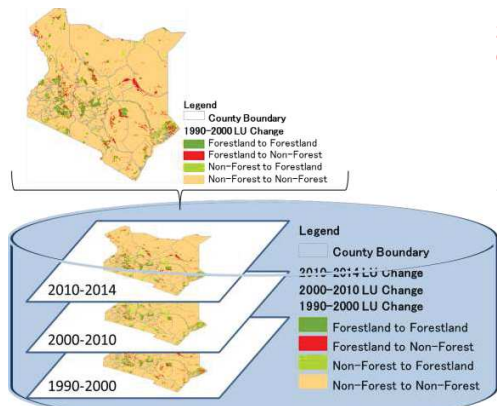 Legend
County Boundary
1990-2000 LU Change
Forestland to Forestland
Forestland to Non-Forest
Non-Forest to Forestland
Non-Forest to Non-Forest
Legend
County Boundary
2010-2014 LU Change
2000-2010 LU Change
1990-2000 LU Change
Forestland to Forestland
Forestland to Non-Forest
Non-Forest to Forestland
Non-Forest to Non-Forest
2010-2014
2000-2010
1990-2000